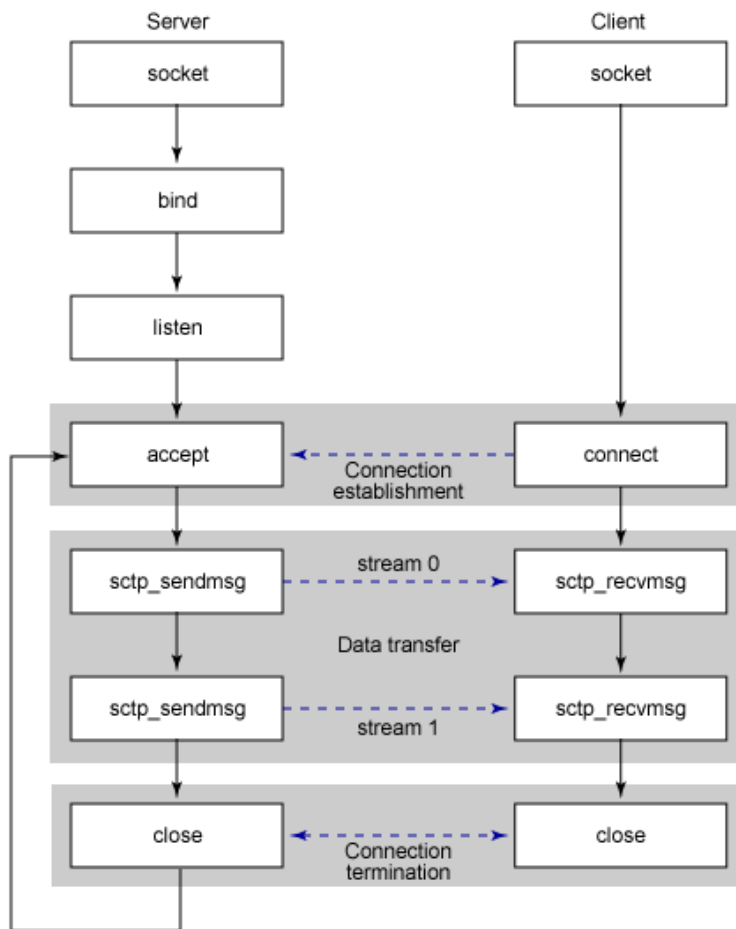 Server
Client
socket
socket
bind
listen
accept
connect
Connection
establishment
sctp_sendmsg
stream 0
sctp_recvmsg
Data transfer
sctp_sendmsg
stream 1
sctp_recvmsg
close
close
Connection
termination